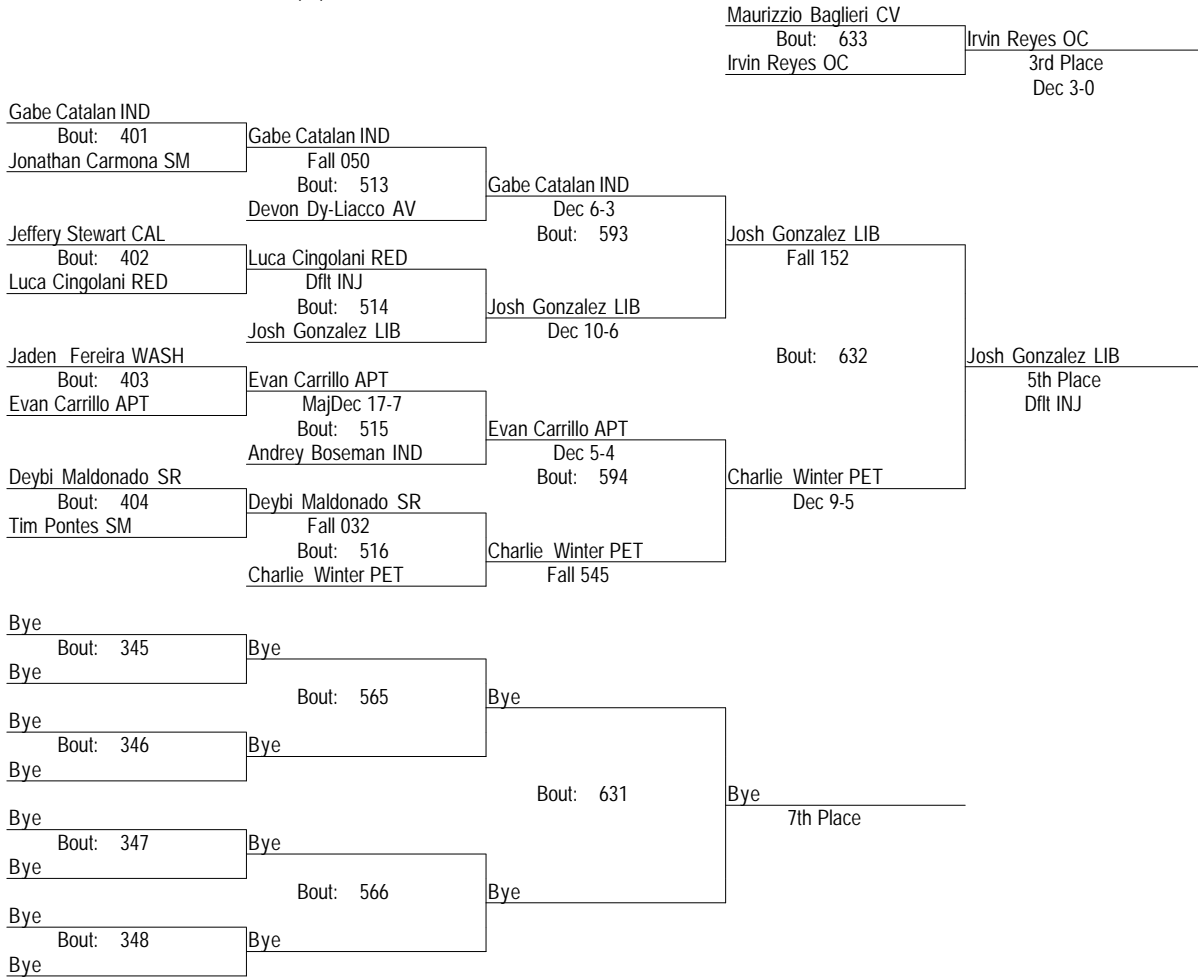 Maurizzio Baglieri CV
Bout: 633
Irvin Reyes OC
Irvin Reyes OC
3rd Place
Dec 3-0
Gabe Catalan IND
Bout: 401
Jonathan Carmona SM
Gabe Catalan IND
Fall 050
Bout: 513
Devon Dy-Liacco AV
Gabe Catalan IND
Dec 6-3
Bout: 593
Jeffery Stewart CAL
Bout: 402
Luca Cingolani RED
Luca Cingolani RED
Dflt INJ
Bout: 514
Josh Gonzalez LIB
Josh Gonzalez LIB
Dec 10-6
Josh Gonzalez LIB
Fall 152
Bout: 632
Josh Gonzalez LIB
5th Place
Dflt INJ
Jaden Fereira WASH
Bout: 403
Evan Carrillo APT
Evan Carrillo APT
MajDec 17-7
Bout: 515
Andrey Boseman IND
Evan Carrillo APT
Dec 5-4
Bout: 594
Deybi Maldonado SR
Bout: 404
Tim Pontes SM
Deybi Maldonado SR
Fall 032
Bout: 516
Charlie Winter PET
Charlie Winter PET
Fall 545
Charlie Winter PET
Dec 9-5
Bye
Bout: 345
Bye
Bye
Bout: 565
Bye
Bout: 346
Bye
Bye
Bye
Bout: 631
Bye
7th Place
Bye
Bout: 347
Bye
Bye
Bout: 566
Bye
Bye
Bout: 348
Bye
Bye